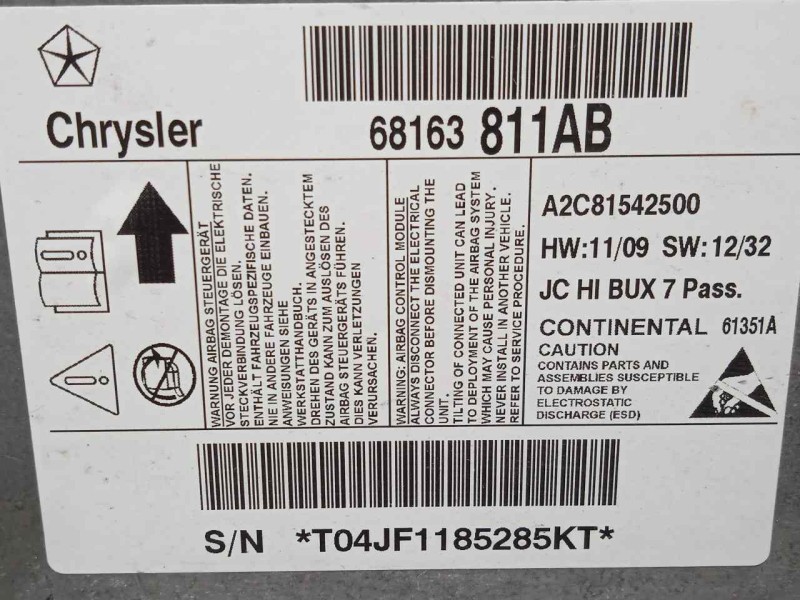 Chrysler
68163 811AB
WARNUNG AIRBAG STEUERGERÄT
VOR JEDER DEMONTAGE DIE ELEKTRISCHE
STECKVERBINDUNG LÖSEN.
ENTHÄLT FAHRZEUGSPEZIFISCHE DATEN.
NIE IN ANDERE FAHRZEUGE EINBAUEN.
ANWEISUNGEN SIEHE
WERKSTATTHANDBUCH.
DREHEN DES GERÄTS IN ANGESTECKTEM
ZUSTAND KANN ZUM AUSLÖSEN DES
AIRBAG STEUERGERÄTS FÜHREN.
DIES KANN VERLETZUNGEN
VERURSACHEN.
WARNING: AIRBAG CONTROL MODULE
ALWAYS DISCONNECT THE ELECTRICAL
CONNECTOR BEFORE DISMOUNTING THE
UNIT.
TILTING OF CONNECTED UNIT CAN LEAD
TO DEPLOYMENT OF THE AIRBAG SYSTEM
WHICH MAY CAUSE PERSONAL INJURY.
NEVER INSTALL IN ANOTHER VEHICLE.
REFER TO SERVICE PROCEDURE.
A2C81542500
HW:11/09 SW:12/32
JC HI BUX 7 Pass.
CONTINENTAL 61351A
CAUTION
CONTAINS PARTS AND
ASSEMBLIES SUSCEPTIBLE
TO DAMAGE BY
ELECTROSTATIC
DISCHARGE (ESD)
S/N *T04JF1185285KT*